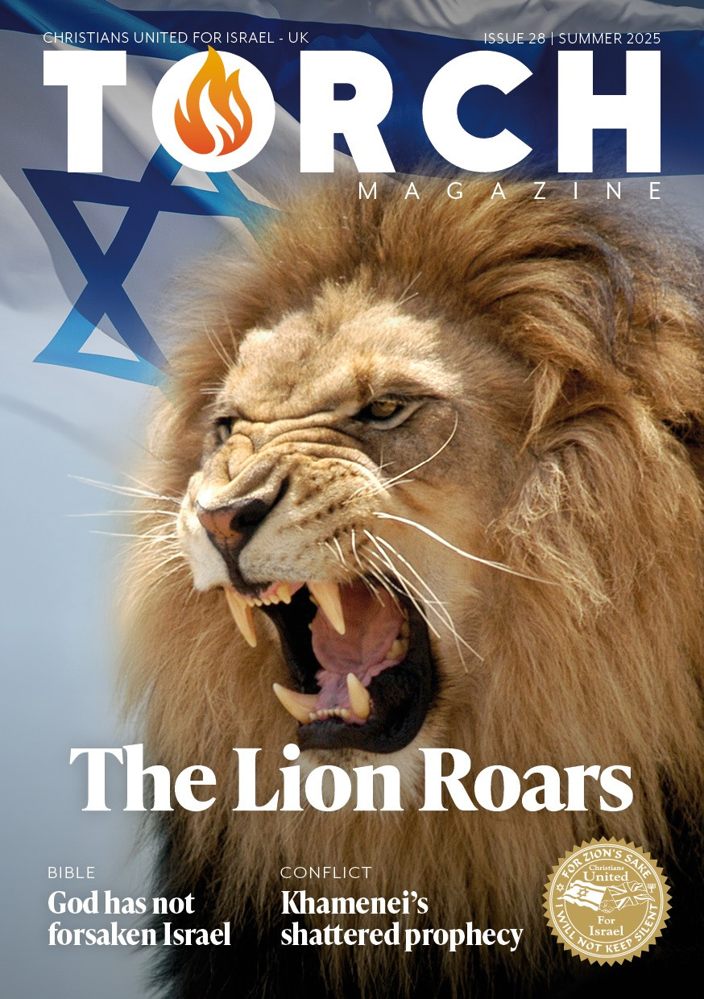 CHRISTIANS UNITED FOR ISRAEL - UK
ISSUE 28 | SUMMER 2025
TORCH
MAGAZINE
The Lion Roars
BIBLE
God has not
forsaken Israel
CONFLICT
Khamenei’s
shattered prophecy
FOR ZION'S SAKE
Christians
United
For
Israel
I WILL NOT KEEP SILENT